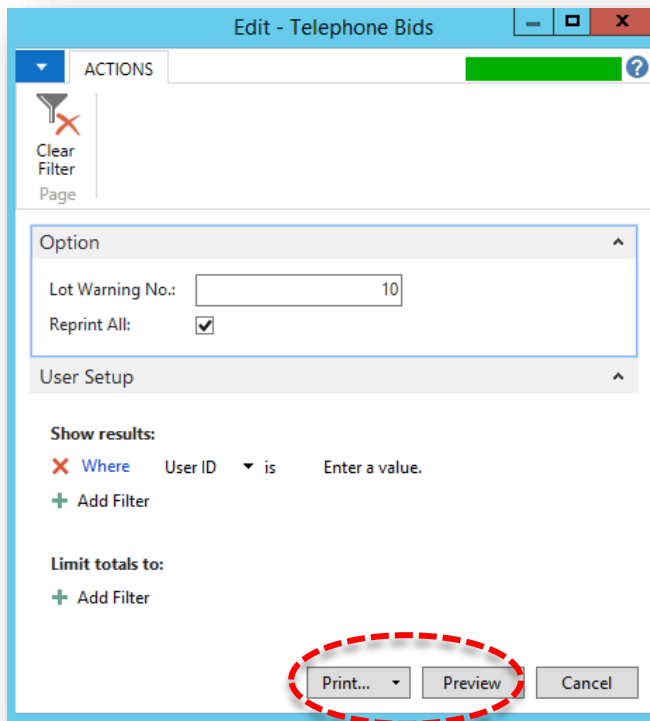 Edit - Telephone Bids
ACTIONS
Clear
Filter
Page
Option
Lot Warning No.: 10
Reprint All:
User Setup
Show results:
Where User ID is Enter a value.
Add Filter
Limit totals to:
Add Filter
Print... Preview Cancel